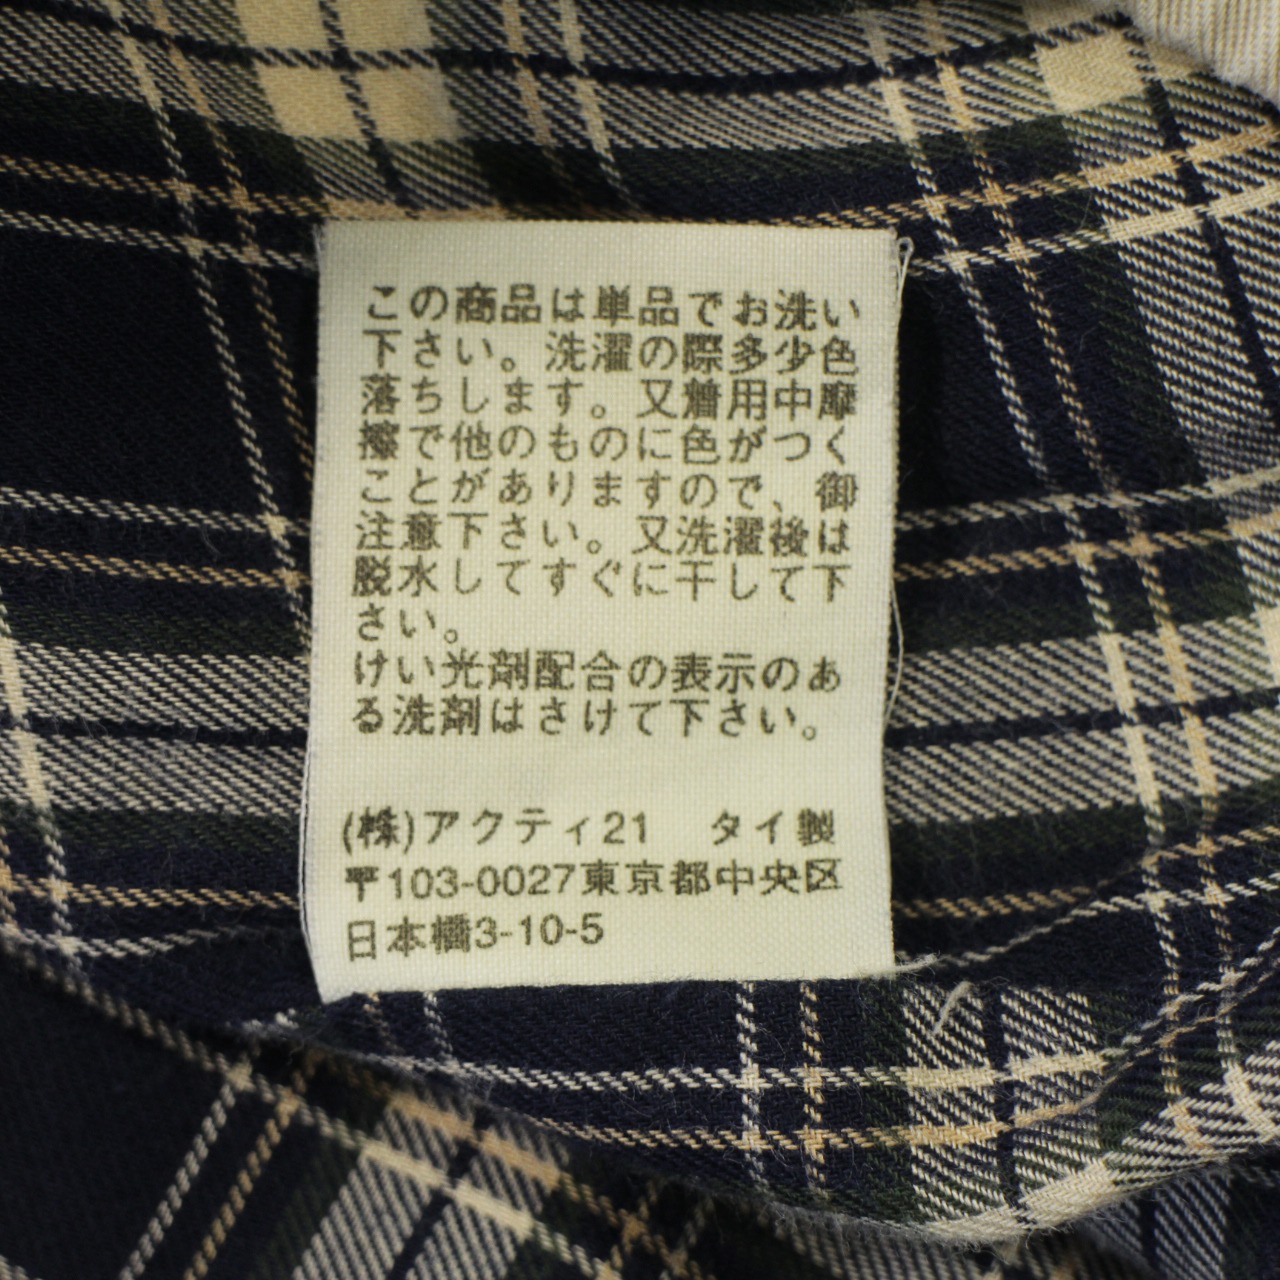 この商品は単品でお洗い
下さい。洗濯の際多少色
落ちします。又着用中摩
擦で他のものに色がつく
ことがありますので、御
注意下さい。又洗濯後は
脱水してすぐに干して下
さい。
けい光剤配合の表示のあ
る洗剤はさけて下さい。
(株)アクティ21 タイ製
〒103-0027東京都中央区
日本橋3-10-5